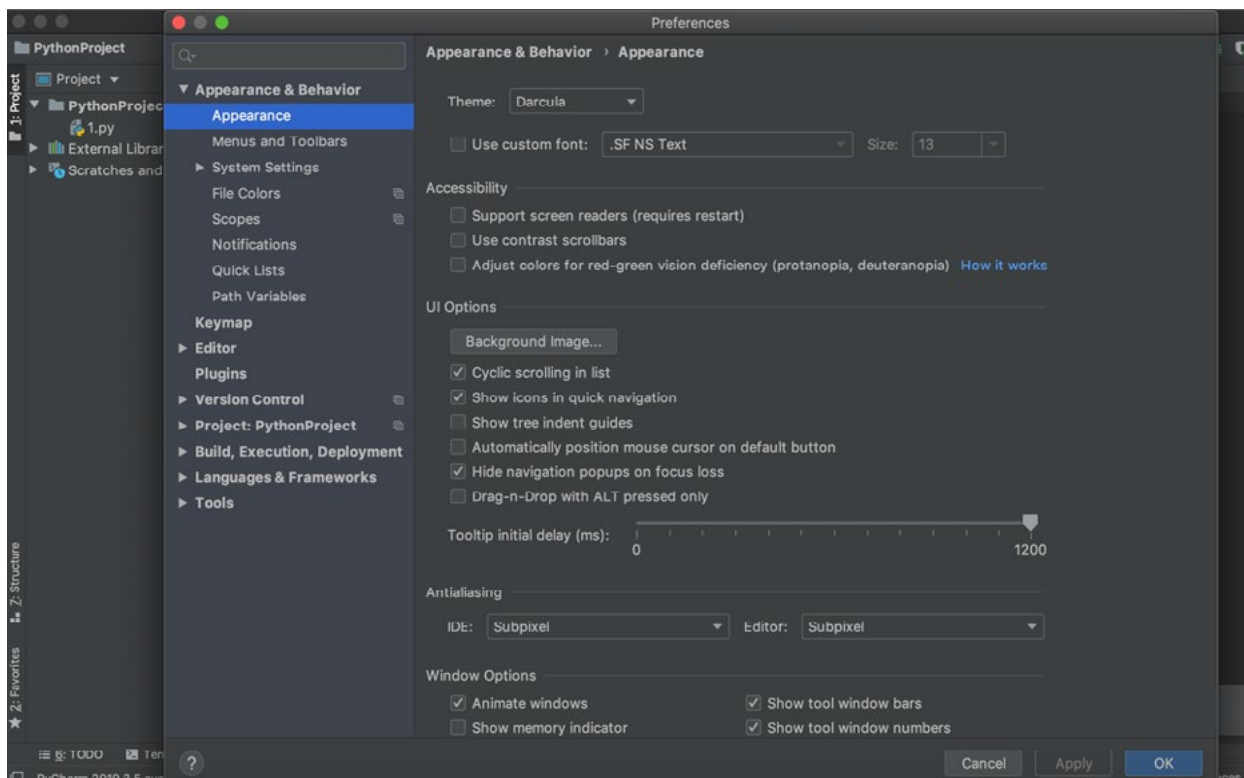 Preferences
PythonProject
Project
1: Project
PythonProjec
1.py
External Librar
Scratches and
Z: Structure
2: Favorites
6: TODO
Ten
Appearance & Behavior
Appearance
Menus and Toolbars
System Settings
File Colors
Scopes
Notifications
Quick Lists
Path Variables
Keymap
Editor
Plugins
Version Control
Project: PythonProject
Build, Execution, Deployment
Languages & Frameworks
Tools
?
Appearance & Behavior › Appearance
Theme: Darcula
Use custom font: .SF NS Text Size: 13
Accessibility
Support screen readers (requires restart)
Use contrast scrollbars
Adjust colors for red-green vision deficiency (protanopia, deuteranopia) How it works
UI Options
Background Image...
Cyclic scrolling in list
Show icons in quick navigation
Show tree indent guides
Automatically position mouse cursor on default button
Hide navigation popups on focus loss
Drag-n-Drop with ALT pressed only
Tooltip initial delay (ms):
0 1200
Antialiasing
IDE: Subpixel Editor: Subpixel
Window Options
Animate windows Show tool window bars
Show memory indicator Show tool window numbers
Cancel Apply OK